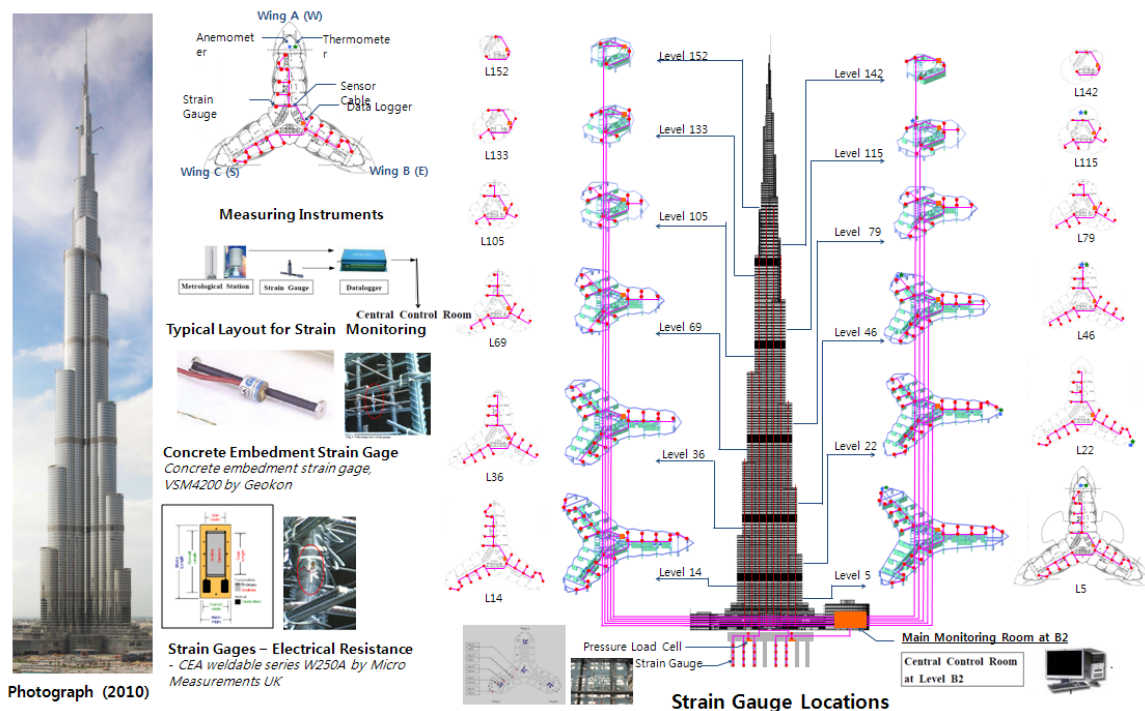 Wing A (W)
Anemomet
er
Thermomete
r
Strain
Gauge
Sensor
Cable
Data Logger
Wing C (S)
Wing B (E)
Measuring Instruments
Metrological Station
Strain Gauge
Datalogger
Central Control Room
Typical Layout for Strain Monitoring
Concrete Embedment Strain Gage
Concrete embedment strain gage,
VSM4200 by Geokon
Strain Gages – Electrical Resistance
- CEA weldable series W250A by Micro
Measurements UK
Photograph (2010)
L152
L133
L105
L69
L36
L14
Level 152
Level 133
Level 105
Level 69
Level 36
Level 14
Level 142
Level 115
Level 79
Level 46
Level 22
Level 5
L142
L115
L79
L46
L22
L5
Pressure Load Cell
Strain Gauge
Main Monitoring Room at B2
Central Control Room
at Level B2
Strain Gauge Locations